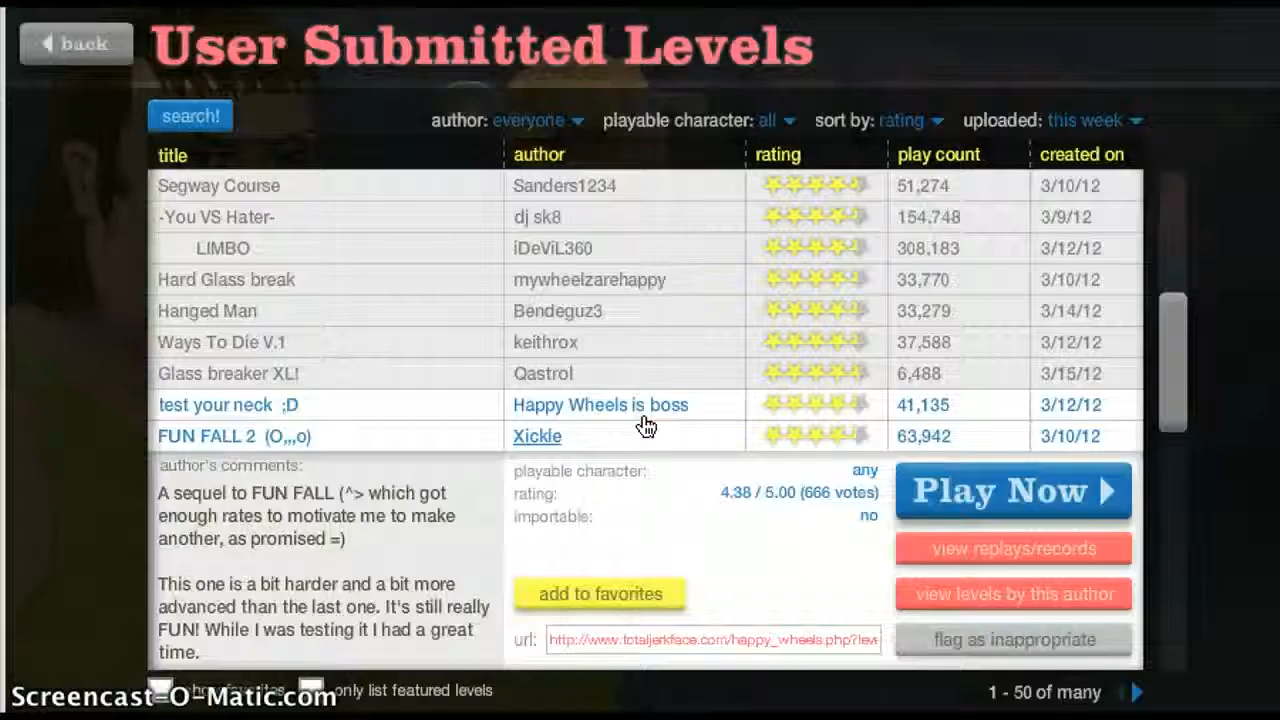 back
User Submitted Levels
search!
author: everyone playable character: all sort by: rating uploaded: this week
title author rating play count created on
Segway Course Sanders1234 51,274 3/10/12
-You VS Hater- dj sk8 154,748 3/9/12
LIMBO iDeViL360 308,183 3/12/12
Hard Glass break mywheelzarehappy 33,770 3/10/12
Hanged Man Bendeguz3 33,279 3/14/12
Ways To Die V.1 keithrox 37,588 3/12/12
Glass breaker XL! Qastrol 6,488 3/15/12
test your neck ;D Happy Wheels is boss 41,135 3/12/12
FUN FALL 2 (O,,,o) Xickle 63,942 3/10/12
author's comments:
A sequel to FUN FALL (^> which got
enough rates to motivate me to make
another, as promised =)
This one is a bit harder and a bit more
advanced than the last one. It's still really
FUN! While I was testing it I had a great
time.
playable character: any
rating: 4.38 / 5.00 (666 votes)
importable: no
add to favorites
url: http://www.totaljerkface.com/happy_wheels.php?lev
Play Now
view replays/records
view levels by this author
flag as inappropriate
only list featured levels
1 - 50 of many
Screencast-O-Matic.com